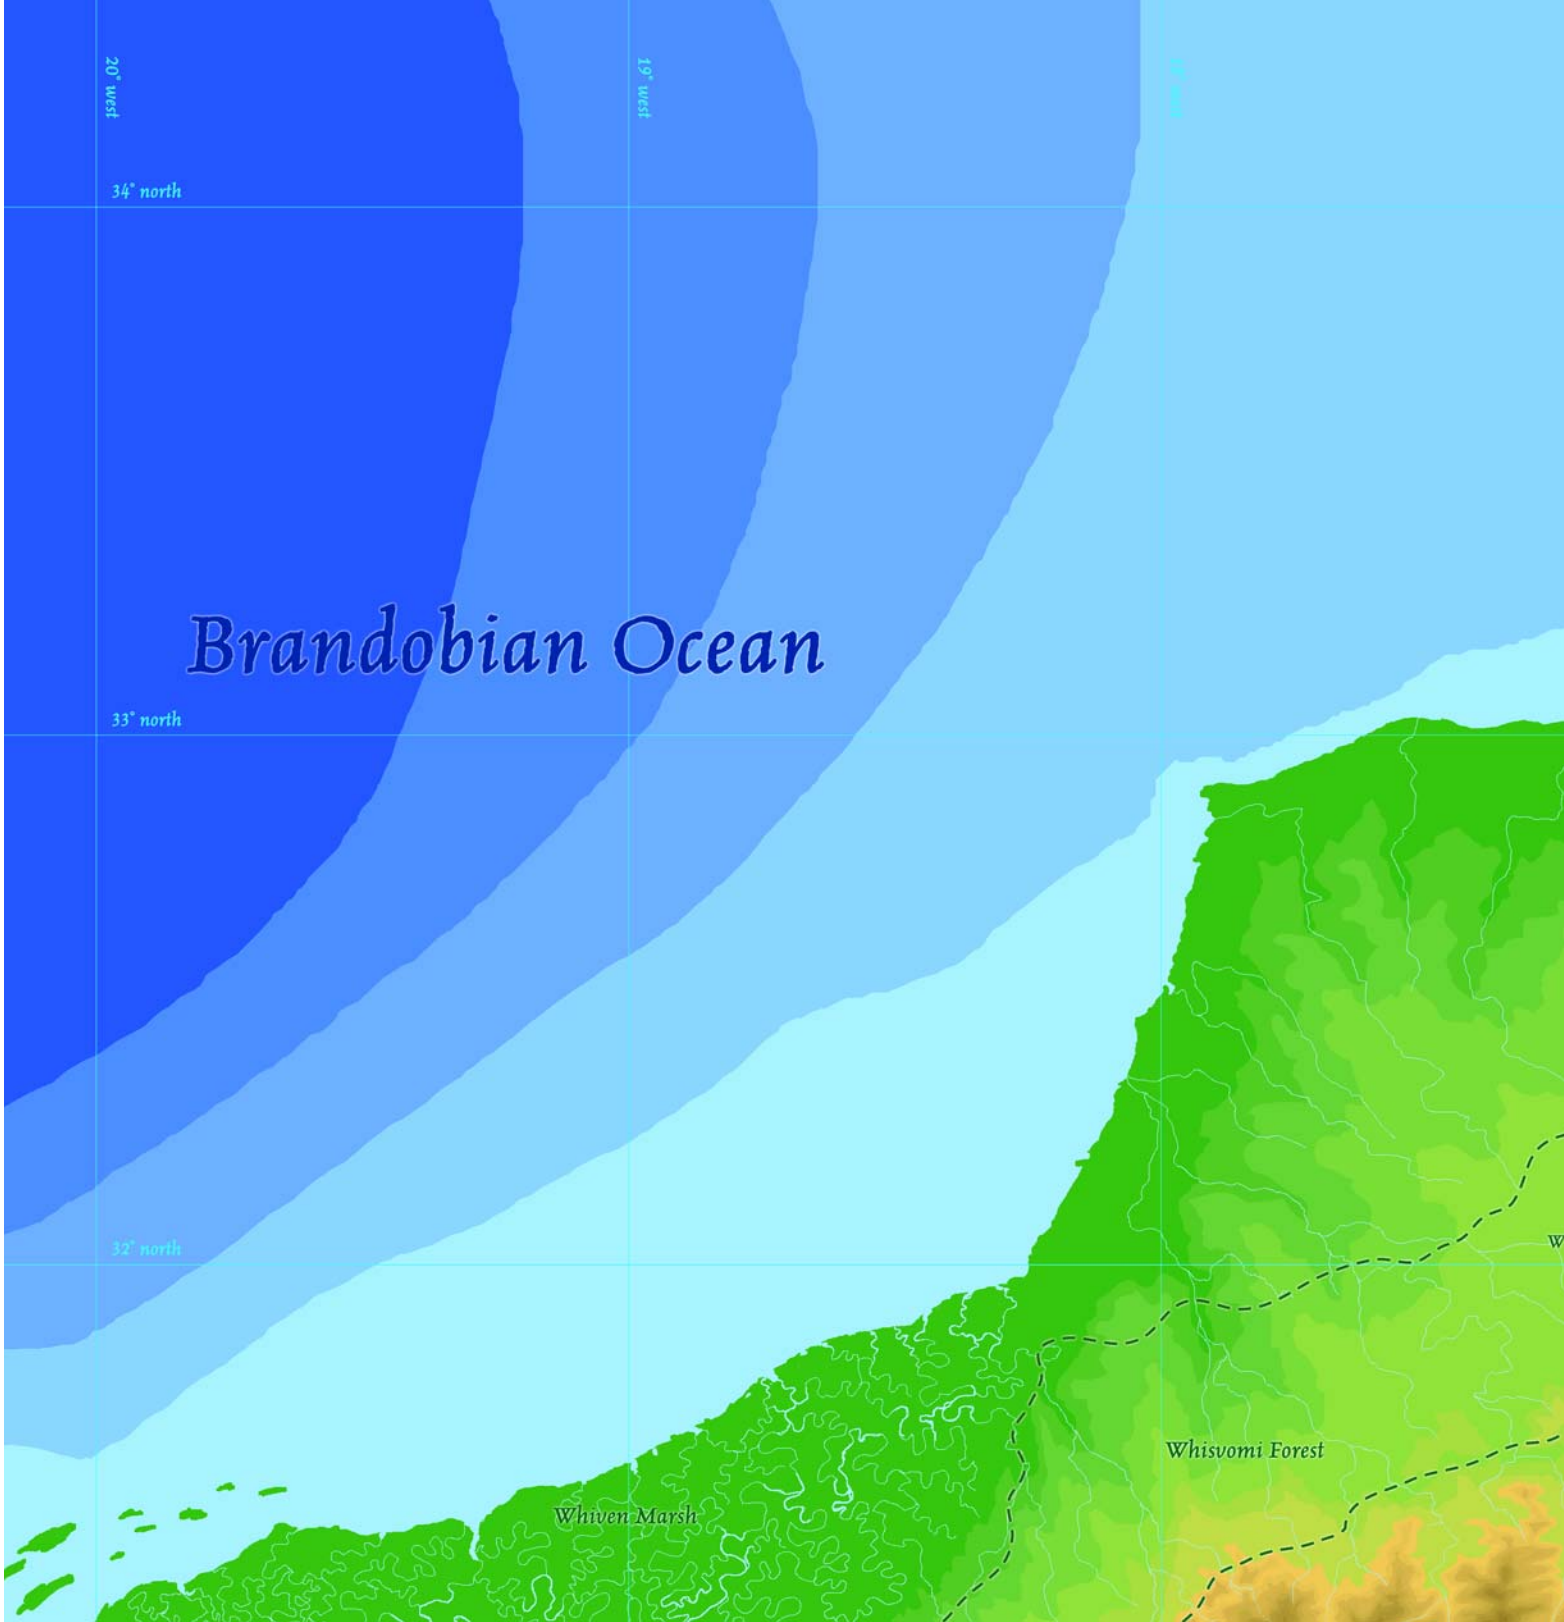 20° west
19° west
34° north
Brandobian Ocean
33° north
32° north
Whisvomi Forest
Whiven Marsh